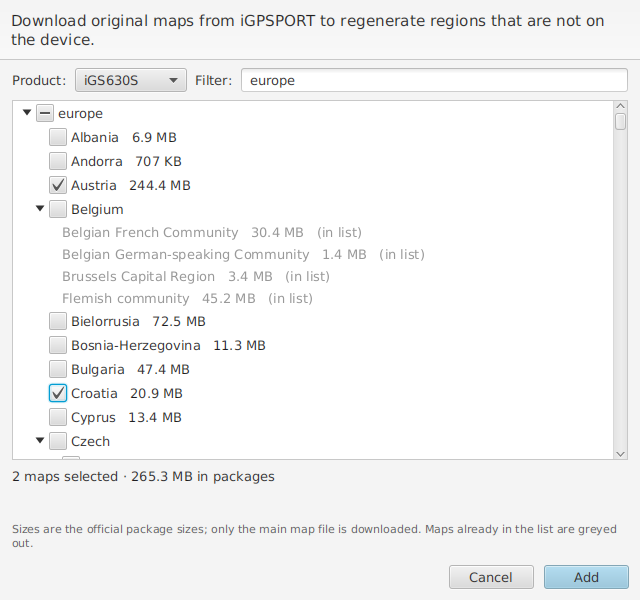 Download original maps from iGPSPORT to regenerate regions that are not on
the device.
Product: iGS630S Filter: europe
europe
Albania 6.9 MB
Andorra 707 KB
Austria 244.4 MB
Belgium
Belgian French Community 30.4 MB (in list)
Belgian German-speaking Community 1.4 MB (in list)
Brussels Capital Region 3.4 MB (in list)
Flemish community 45.2 MB (in list)
Bielorrusia 72.5 MB
Bosnia-Herzegovina 11.3 MB
Bulgaria 47.4 MB
Croatia 20.9 MB
Cyprus 13.4 MB
Czech
2 maps selected · 265.3 MB in packages
Sizes are the official package sizes; only the main map file is downloaded. Maps already in the list are greyed
out.
Cancel Add